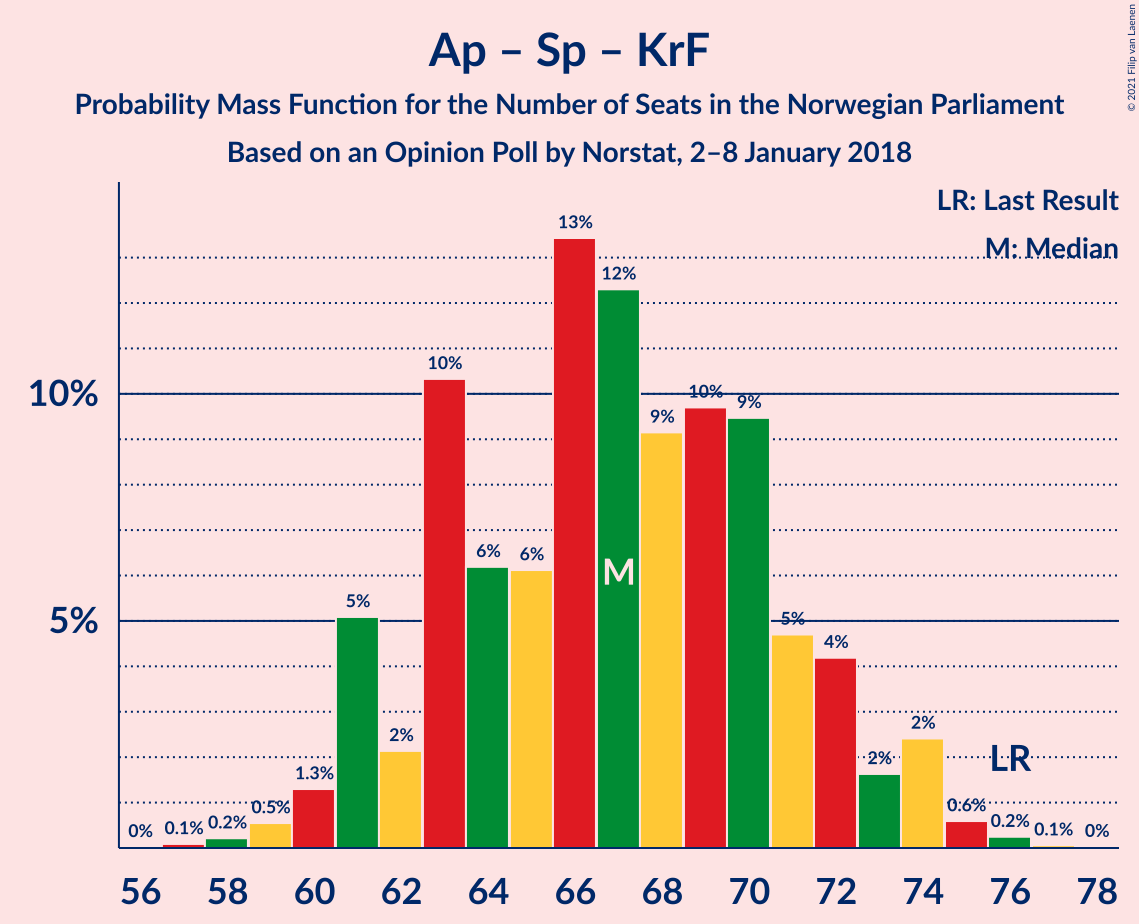 Ap – Sp – KrF
Probability Mass Function for the Number of Seats in the Norwegian Parliament
Based on an Opinion Poll by Norstat, 2–8 January 2018
© 2021 Filip van Laenen
LR: Last Result
M: Median
10%
5%
0%
0.1%
0.2%
0.5%
1.3%
5%
2%
10%
6%
6%
13%
12%
9%
10%
9%
5%
4%
2%
2%
0.6%
0.2%
0.1%
0%
M
LR
56 58 60 62 64 66 68 70 72 74 76 78